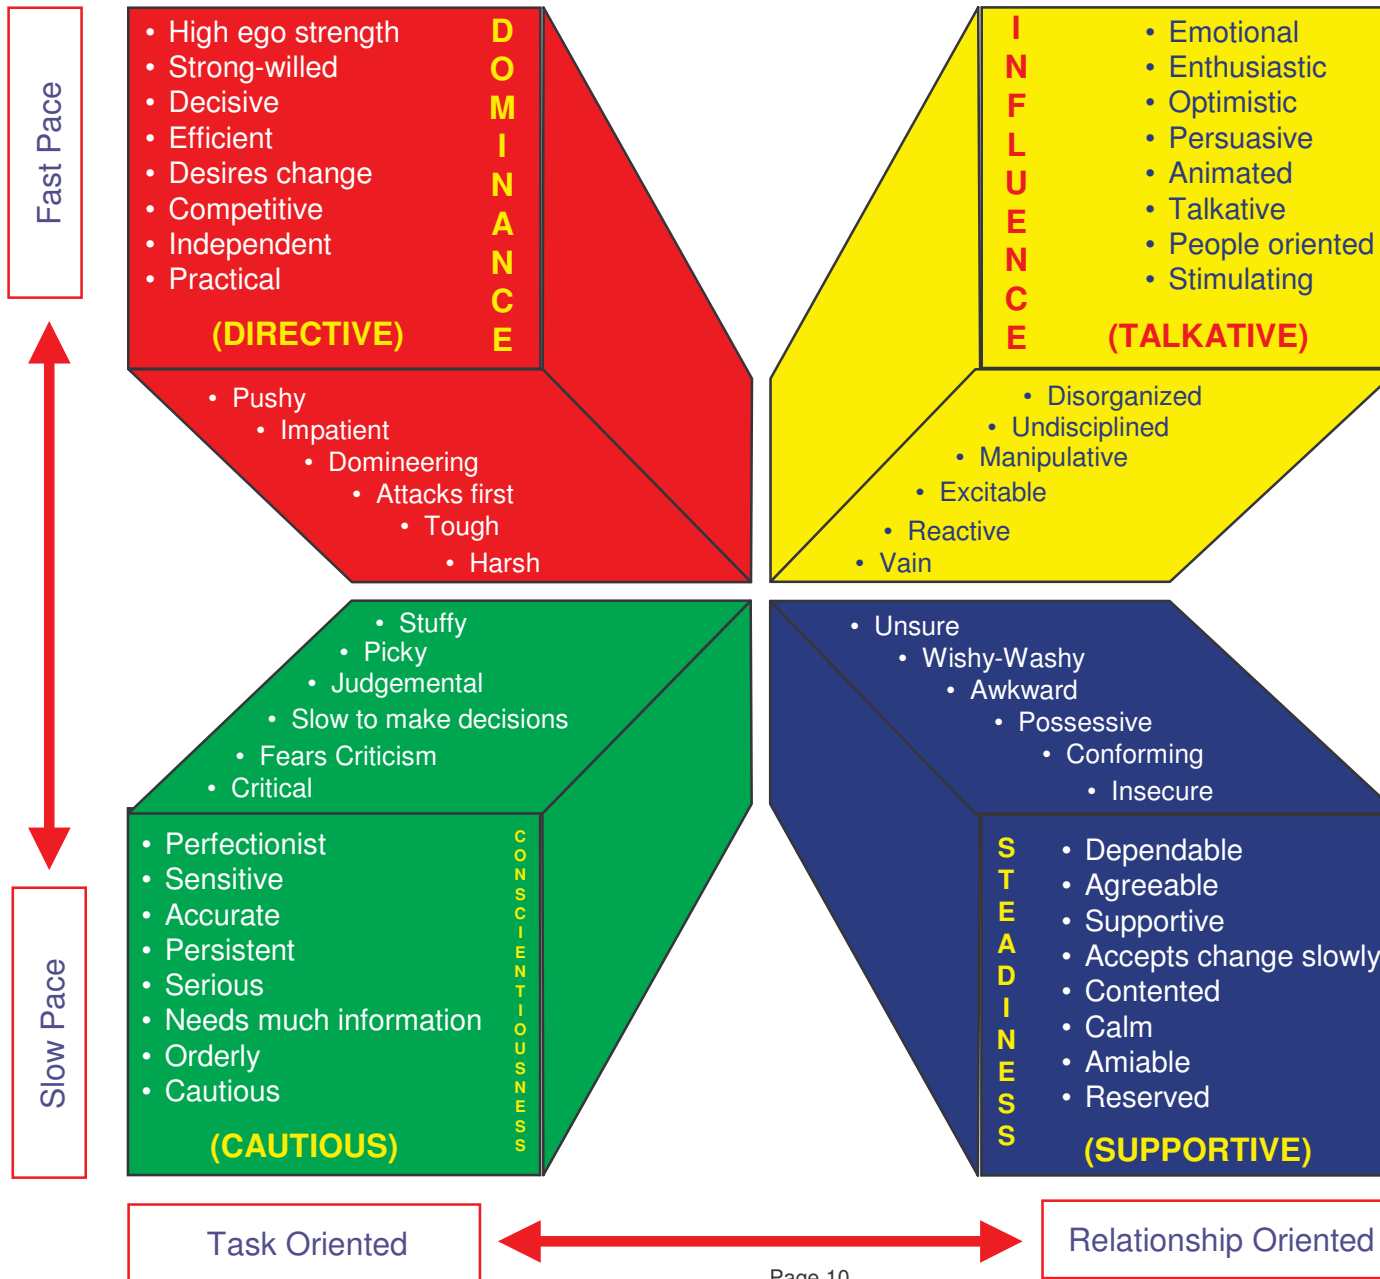 Fast Pace
• High ego strength
• Strong-willed
• Decisive
• Efficient
• Desires change
• Competitive
• Independent
• Practical
(DIRECTIVE)
DOMINANCE
• Pushy
• Impatient
• Domineering
• Attacks first
• Tough
• Harsh
INFLUENCE
• Emotional
• Enthusiastic
• Optimistic
• Persuasive
• Animated
• Talkative
• People oriented
• Stimulating
(TALKATIVE)
• Disorganized
• Undisciplined
• Manipulative
• Excitable
• Reactive
• Vain
Slow Pace
• Stuffy
• Picky
• Judgemental
• Slow to make decisions
• Fears Criticism
• Critical
• Perfectionist
• Sensitive
• Accurate
• Persistent
• Serious
• Needs much information
• Orderly
• Cautious
(CAUTIOUS)
CONSCIENTIOUSNESS
• Unsure
• Wishy-Washy
• Awkward
• Possessive
• Conforming
• Insecure
STEADINESS
• Dependable
• Agreeable
• Supportive
• Accepts change slowly
• Contented
• Calm
• Amiable
• Reserved
(SUPPORTIVE)
Task Oriented
Relationship Oriented
Page 10